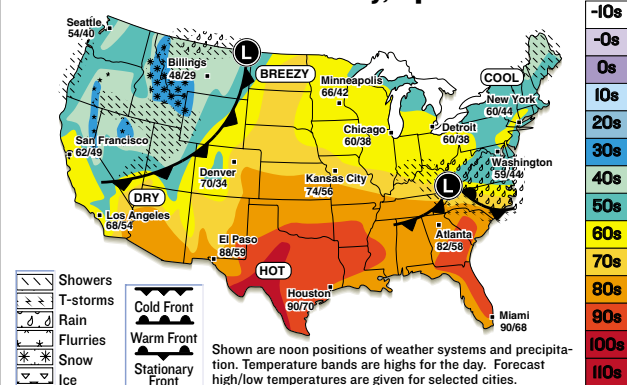 Seattle
54/40
L
Billings
48/29
BREEZY
Minneapolis
66/42
COOL
New York
60/44
Chicago
60/38
Detroit
60/38
San Francisco
62/49
Washington
59/44
Denver
70/34
Kansas City
74/56
L
DRY
Los Angeles
68/54
El Paso
88/59
Atlanta
82/58
HOT
Houston
90/70
Miami
90/68
Showers
T-storms
Rain
Flurries
Snow
Ice
Cold Front
Warm Front
Stationary
Front
Shown are noon positions of weather systems and precipita-
tion. Temperature bands are highs for the day. Forecast
high/low temperatures are given for selected cities.
-10s
-0s
0s
10s
20s
30s
40s
50s
60s
70s
80s
90s
100s
110s